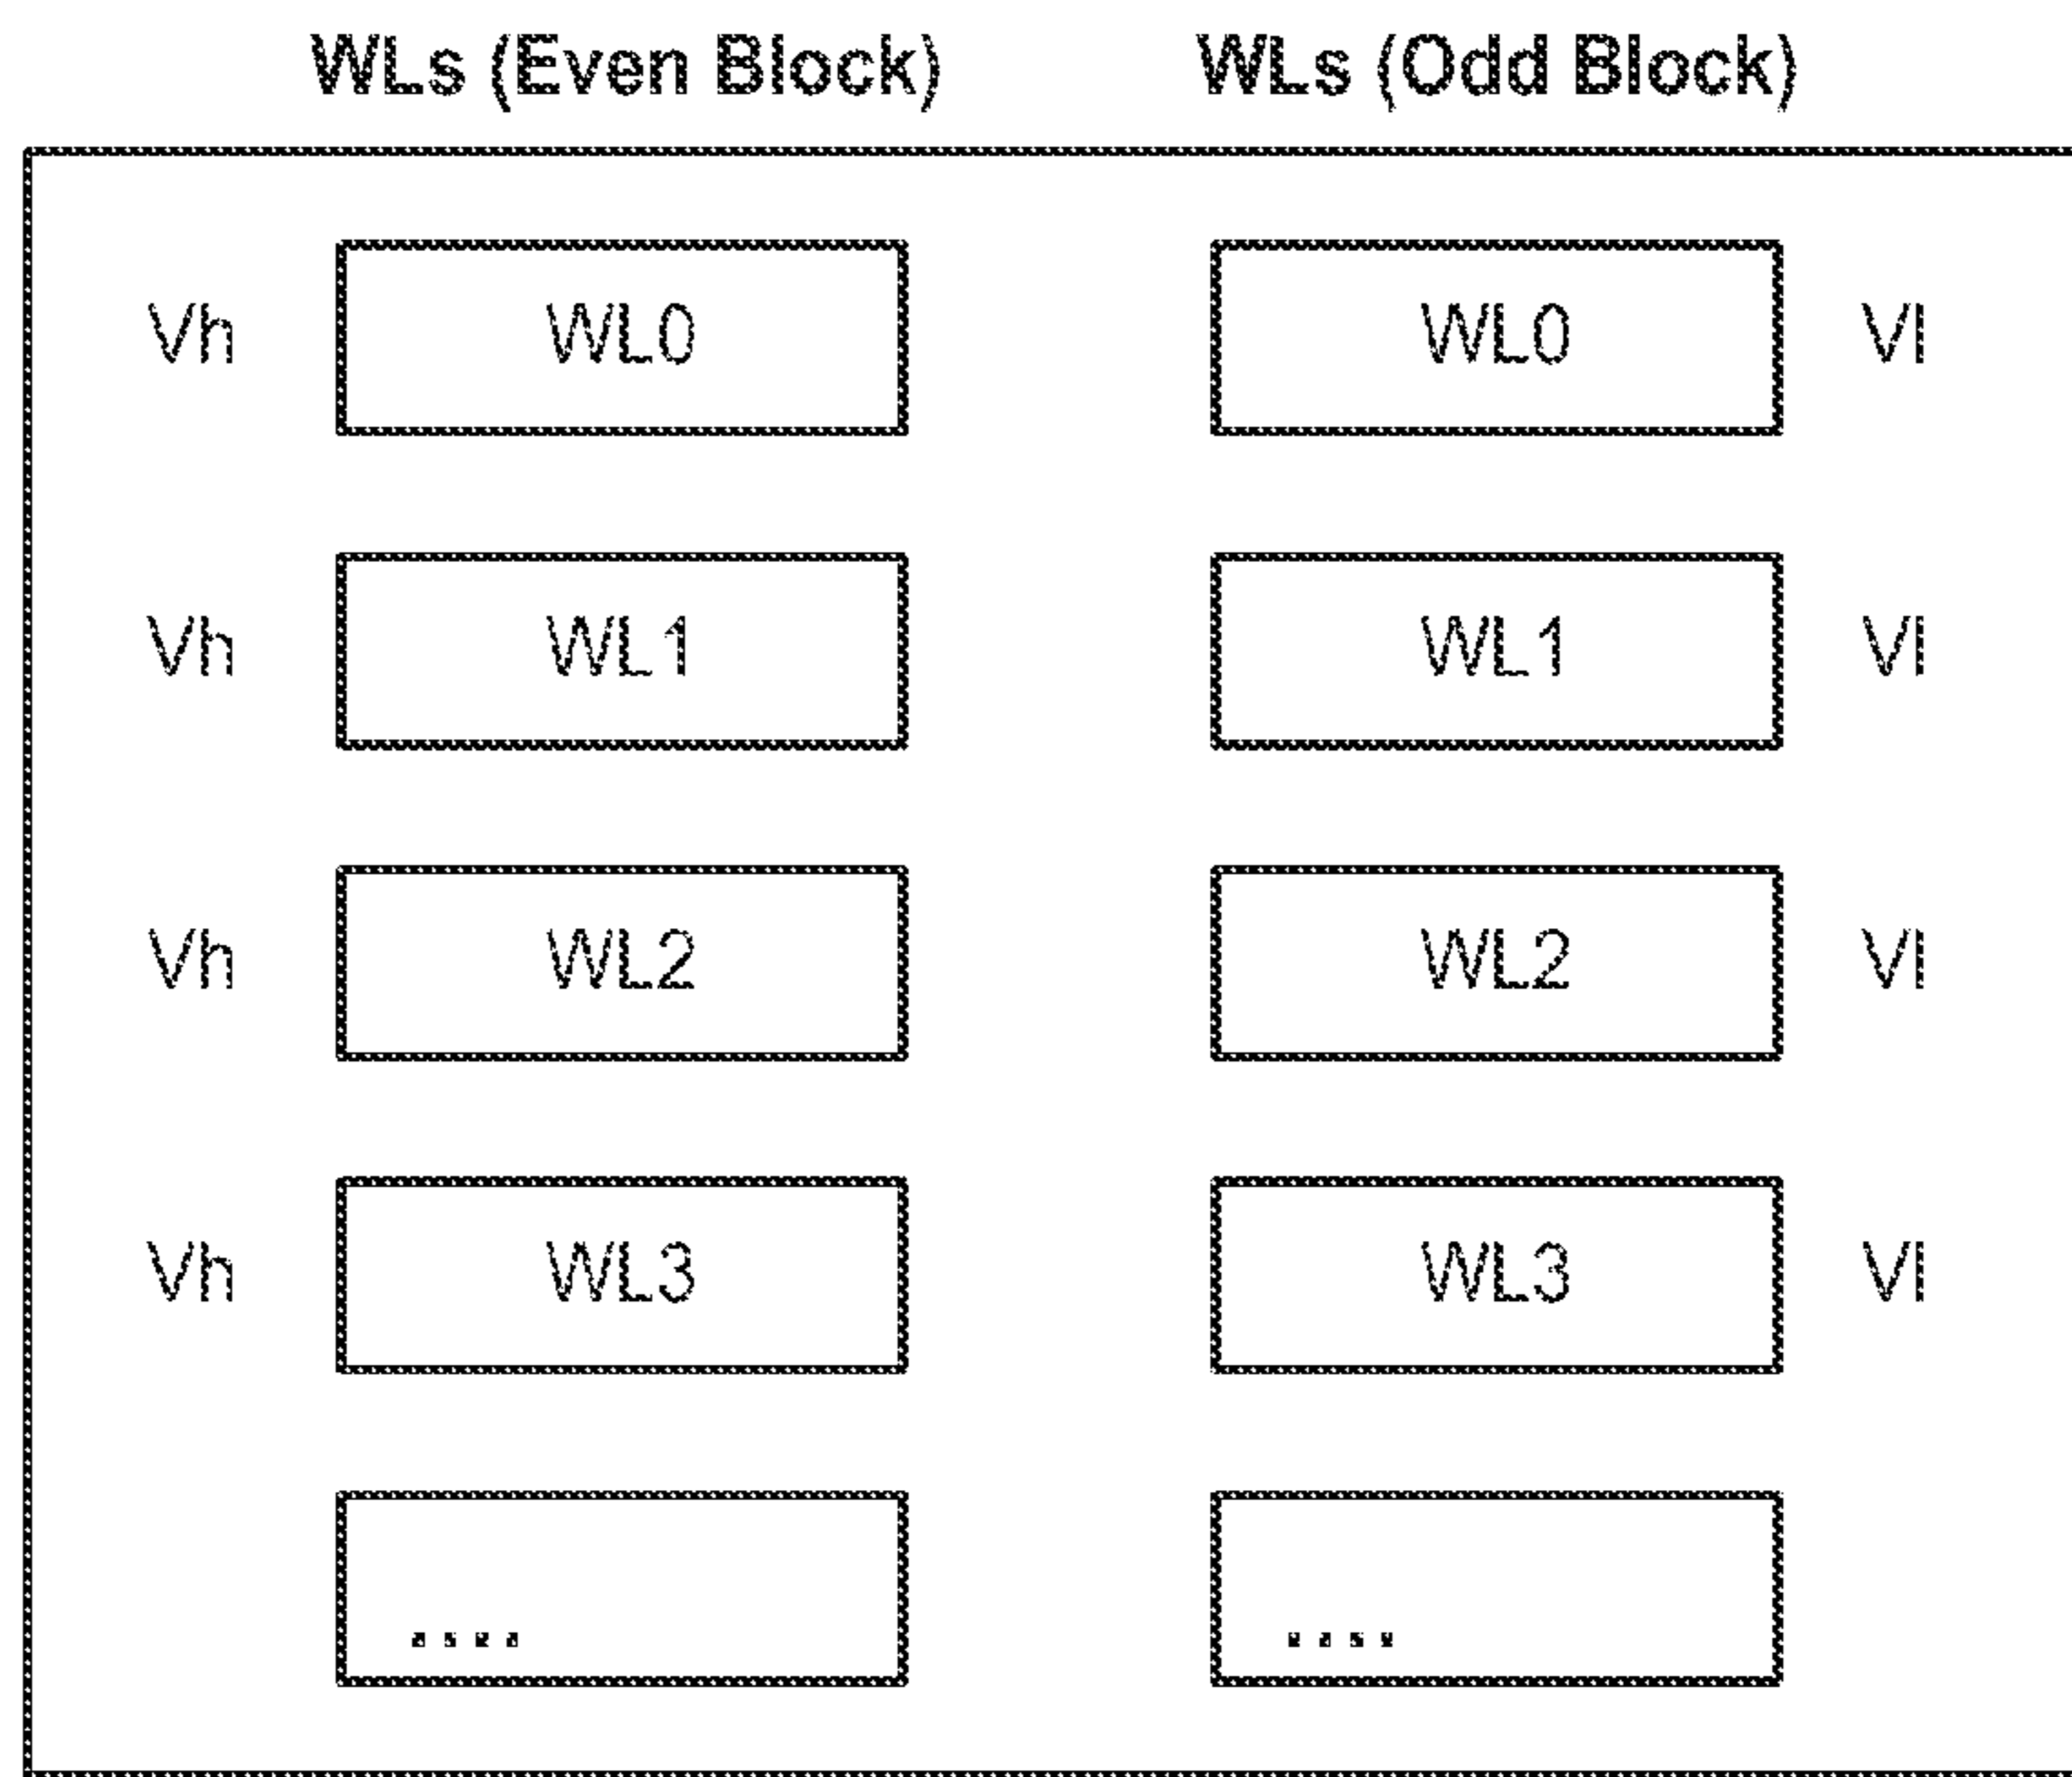 WLs (Even Block) WLs (Odd Block)
Vh WL0 WL0 Vl
Vh WL1 WL1 Vl
Vh WL2 WL2 Vl
Vh WL3 WL3 Vl
.... ....